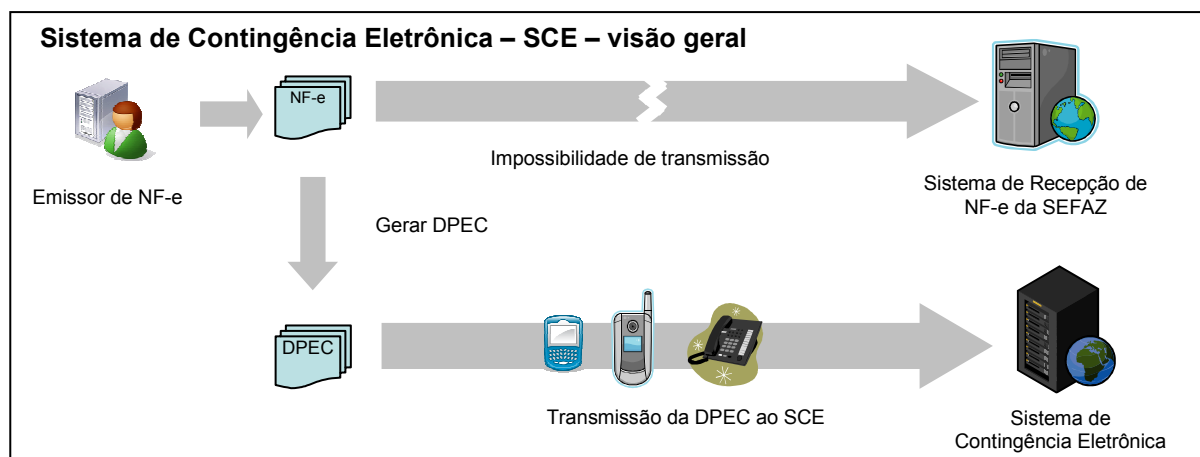 Sistema de Contingência Eletrônica – SCE – visão geral
NF-e
Impossibilidade de transmissão
Emissor de NF-e
Sistema de Recepção de
NF-e da SEFAZ
Gerar DPEC
DPEC
Transmissão da DPEC ao SCE
Sistema de
Contingência Eletrônica